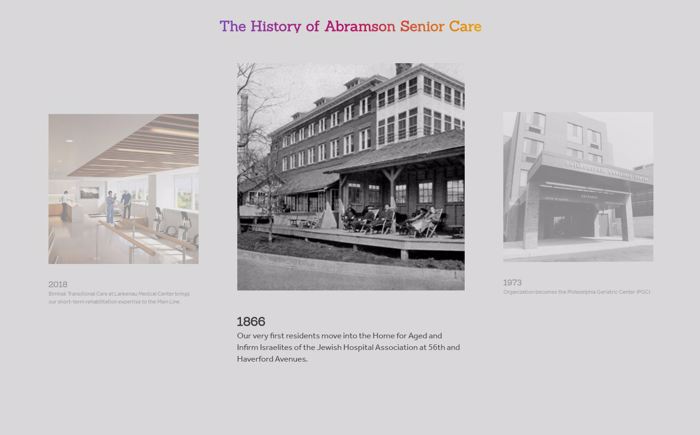 The History of Abramson Senior Care
2018
Birnhak Transitional Care at Lankenau Medical Center brings
our short-term rehabilitation expertise to the Main Line.
1866
Our very first residents move into the Home for Aged and
Infirm Israelites of the Jewish Hospital Association at 56th and
Haverford Avenues.
1973
Organization becomes the Philadelphia Geriatric Center (PGC)